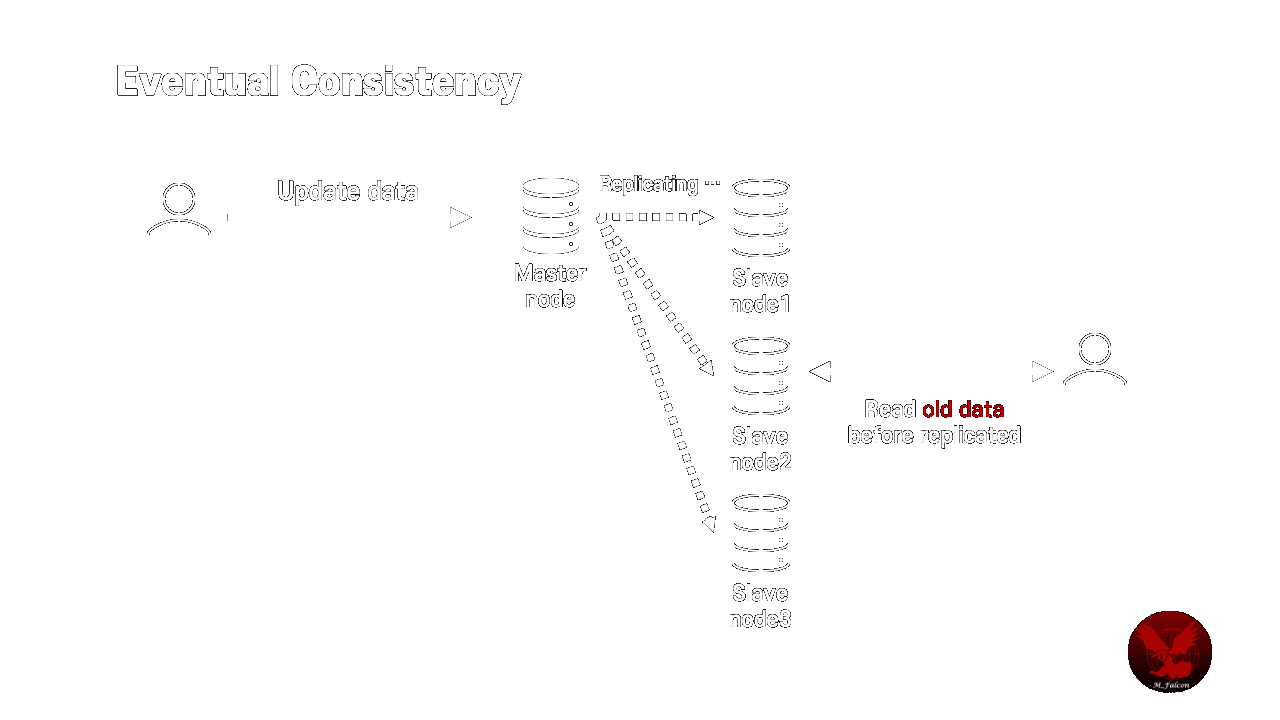 Eventual Consistency
Update data
Replicating ...
Master
node
Slave
node1
Slave
node2
Read old data
before replicated
Slave
node3
M_Falcon